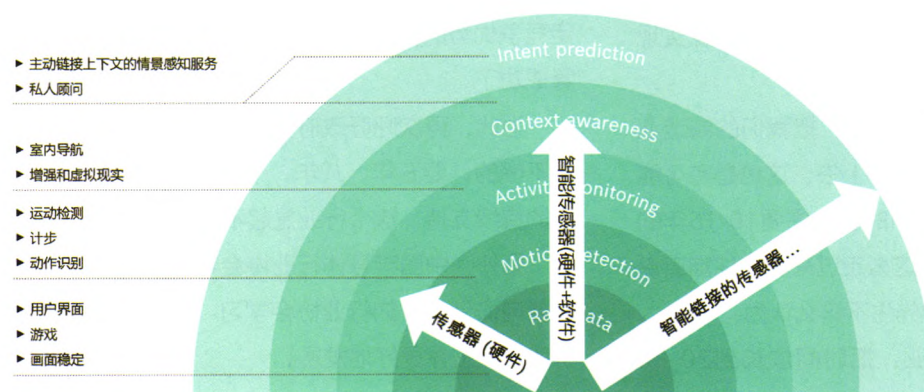 Intent prediction
▶ 主动链接上下文的情景感知服务
▶ 私人顾问
Context awareness
▶ 室内导航
▶ 增强和虚拟现实
Activity monitoring
▶ 运动检测
▶ 计步
▶ 动作识别
Motion detection
▶ 用户界面
▶ 游戏
▶ 画面稳定
Raw data
传感器 (硬件)
智能传感器(硬件+软件)
智能链接的传感器...